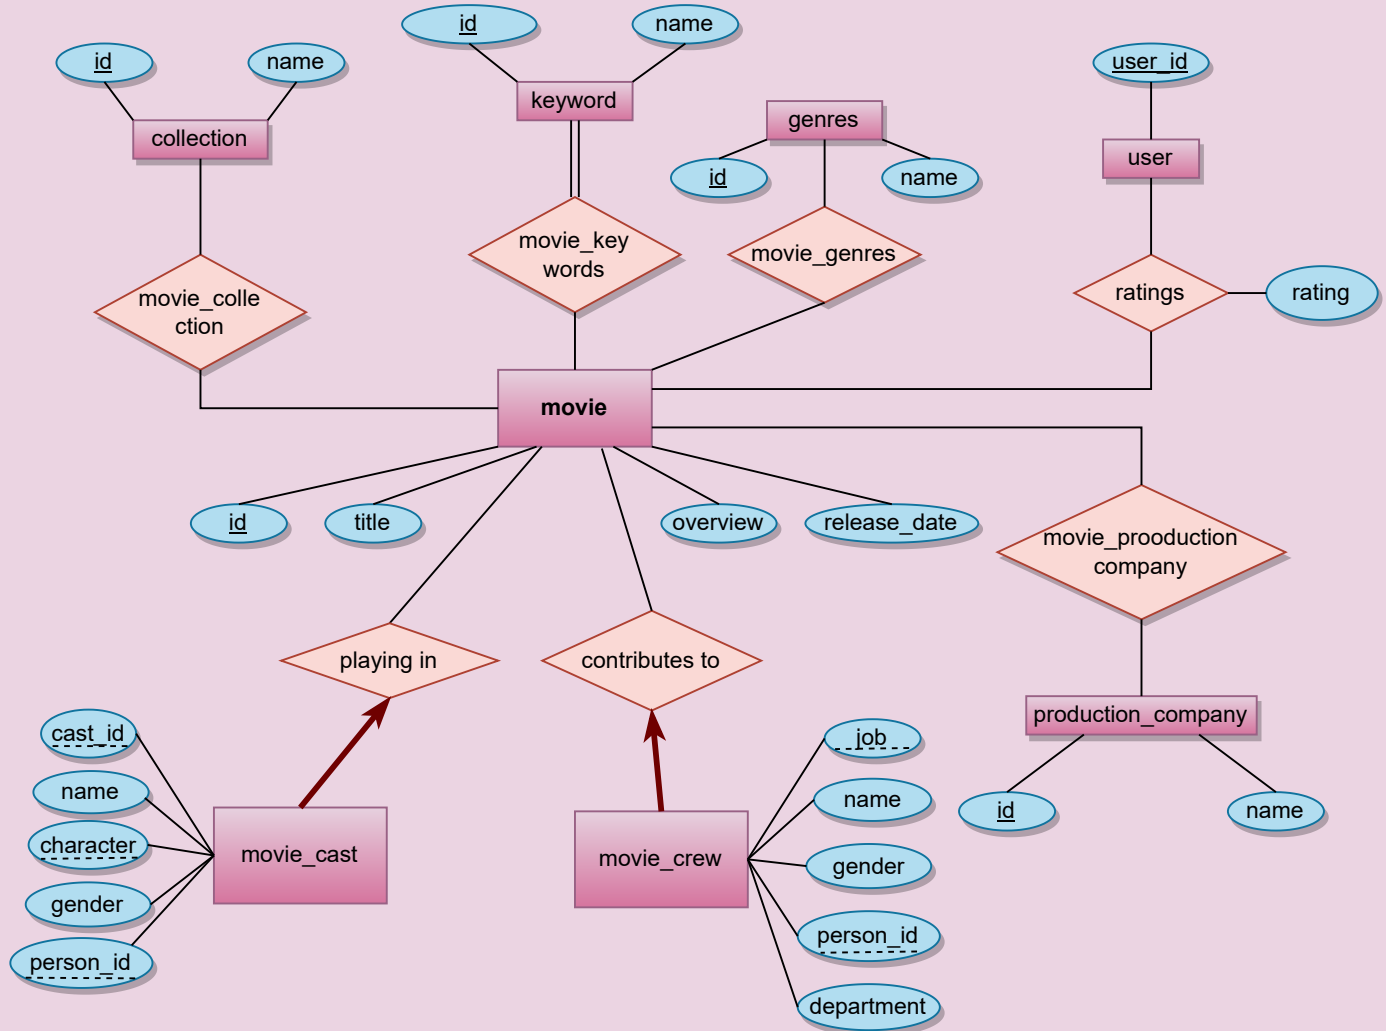 id
name
id
name
user_id
collection
keyword
genres
user
id
name
movie_key
words
movie_genres
movie_colle
ction
ratings
rating
movie
id
title
overview
release_date
movie_prooduction
company
playing in
contributes to
production_company
cast_id
name
character
gender
person_id
movie_cast
movie_crew
job
name
gender
person_id
department
id
name